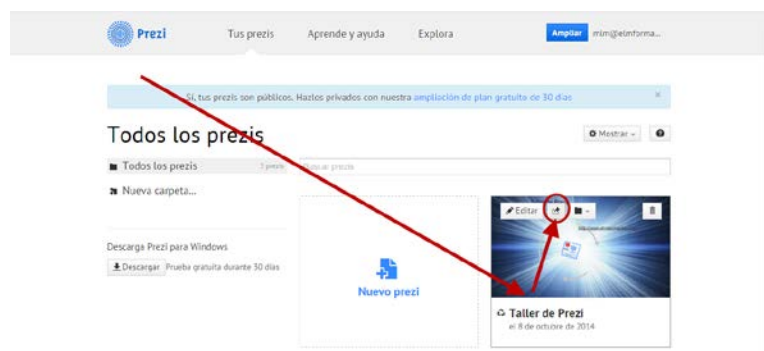 Prezi
Tus prezis
Aprende y ayuda
Explora
Ampliar
Sí, tus prezis son públicos. Hazlos privados con nuestra ampliación de plan gratuito de 30 días
×
Todos los prezis
Mostrar
Todos los prezis
Nueva carpeta...
Editar
Descarga Prezi para Windows
Descargar Prueba gratuita durante 30 días
Nuevo prezi
Taller de Prezi
el 8 de octubre de 2014